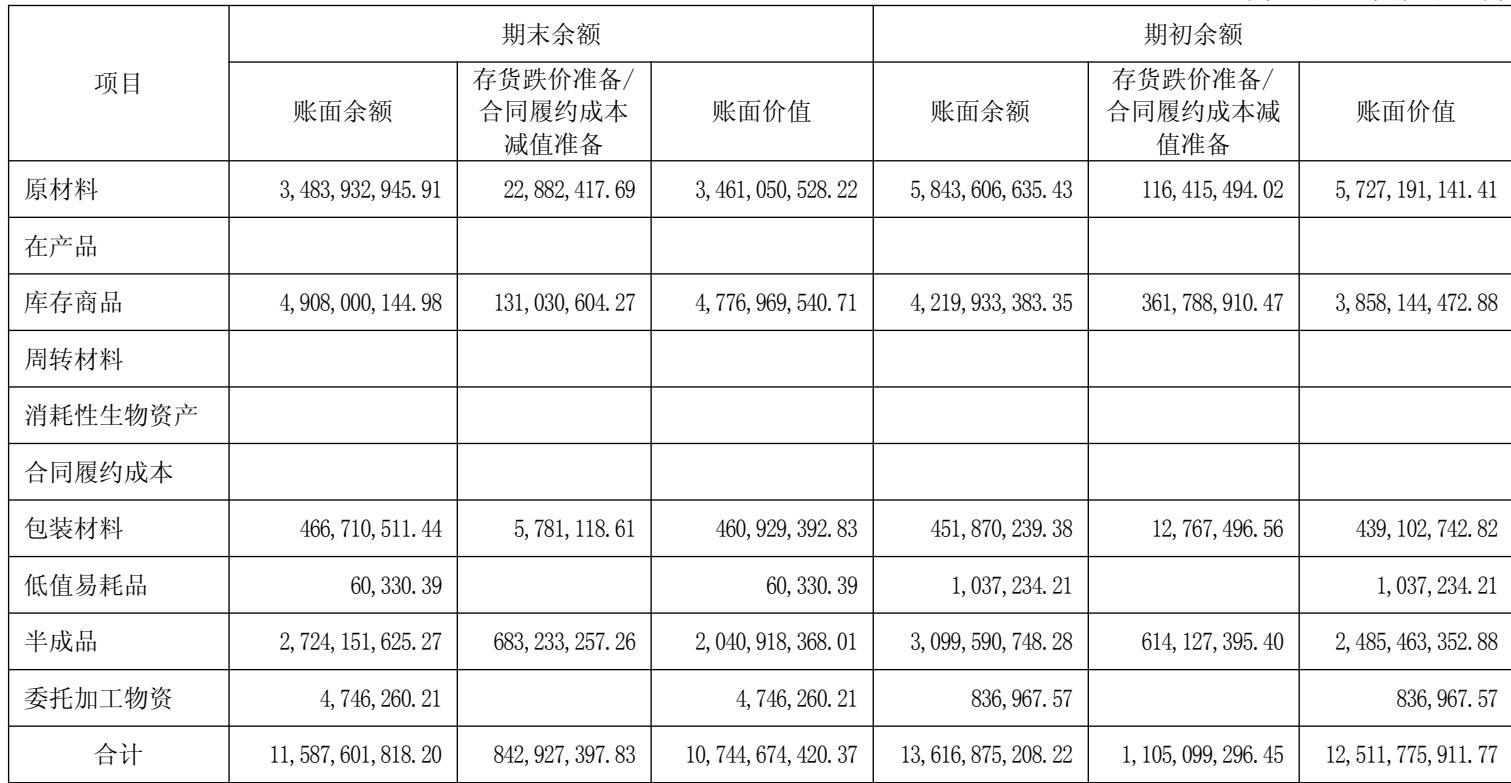 项目 期末余额 期初余额
账面余额 存货跌价准备/合同履约成本减值准备 账面价值 账面余额 存货跌价准备/合同履约成本减值准备 账面价值
原材料 3,483,932,945.91 22,882,417.69 3,461,050,528.22 5,843,606,635.43 116,415,494.02 5,727,191,141.41
在产品
库存商品 4,908,000,144.98 131,030,604.27 4,776,969,540.71 4,219,933,383.35 361,788,910.47 3,858,144,472.88
周转材料
消耗性生物资产
合同履约成本
包装材料 466,710,511.44 5,781,118.61 460,929,392.83 451,870,239.38 12,767,496.56 439,102,742.82
低值易耗品 60,330.39 60,330.39 1,037,234.21 1,037,234.21
半成品 2,724,151,625.27 683,233,257.26 2,040,918,368.01 3,099,590,748.28 614,127,395.40 2,485,463,352.88
委托加工物资 4,746,260.21 4,746,260.21 836,967.57 836,967.57
合计 11,587,601,818.20 842,927,397.83 10,744,674,420.37 13,616,875,208.22 1,105,099,296.45 12,511,775,911.77